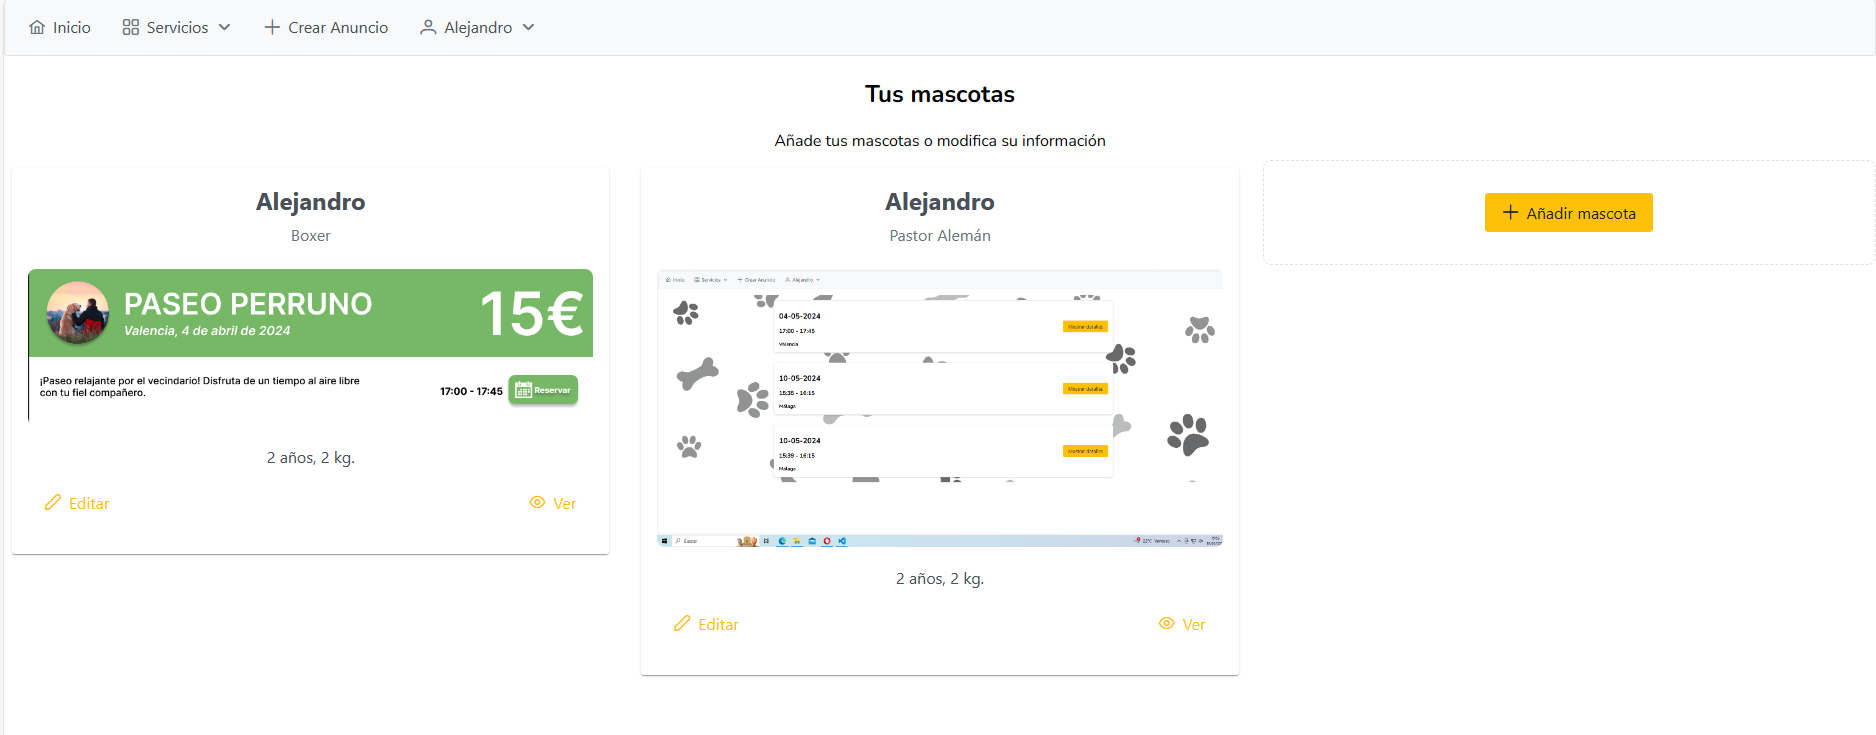 Inicio Servicios Crear Anuncio Alejandro
Tus mascotas
Añade tus mascotas o modifica su información
Alejandro
Boxer
PASEO PERRUNO
Valencia, 4 de abril de 2024
15€
¡Paseo relajante por el vecindario! Disfruta de un tiempo al aire libre
con tu fiel compañero.
17:00 - 17:45
Reservar
2 años, 2 kg.
Editar
Ver
Alejandro
Pastor Alemán
Inicio Servicios Crear Anuncio Alejandro
04-05-2024
17:00 - 17:45
Valencia
Mostrar detalles
10-05-2024
15:38 - 16:15
Málaga
Mostrar detalles
10-05-2024
15:39 - 16:15
Málaga
Mostrar detalles
Buscar
22°C Ventoso
2 años, 2 kg.
Editar
Ver
Añadir mascota